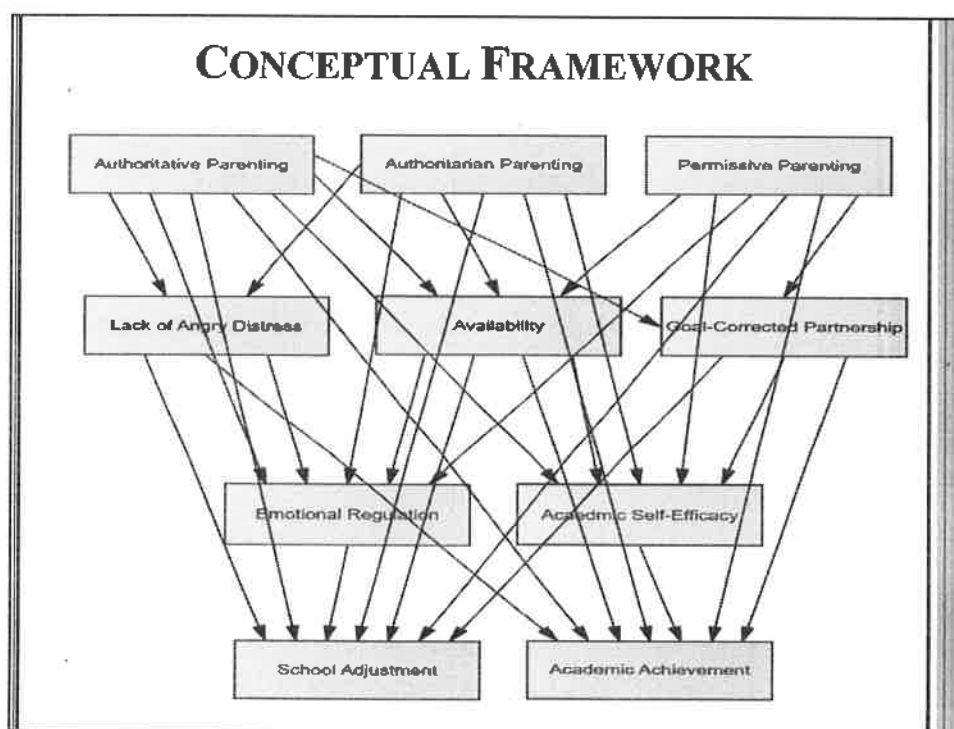 CONCEPTUAL FRAMEWORK
Authoritative Parenting
Authoritarian Parenting
Permissive Parenting
Lack of Angry Distress
Availability
Goal-Corrected Partnership
Emotional Regulation
Acaedmic Self-Efficacy
School Adjustment
Academic Achievement